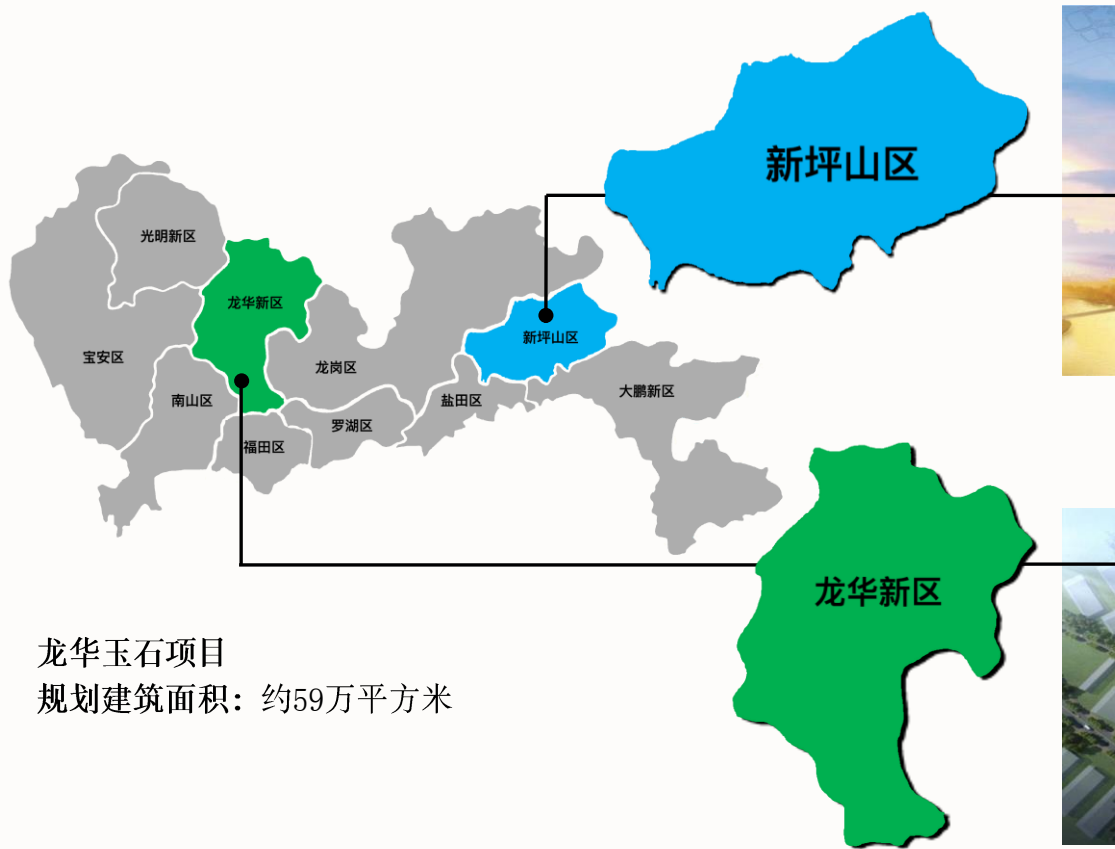 新坪山区
光明新区
龙华新区
新坪山区
宝安区
龙岗区
南山区
盐田区
大鹏新区
罗湖区
福田区
龙华新区
龙华玉石项目
规划建筑面积：约59万平方米